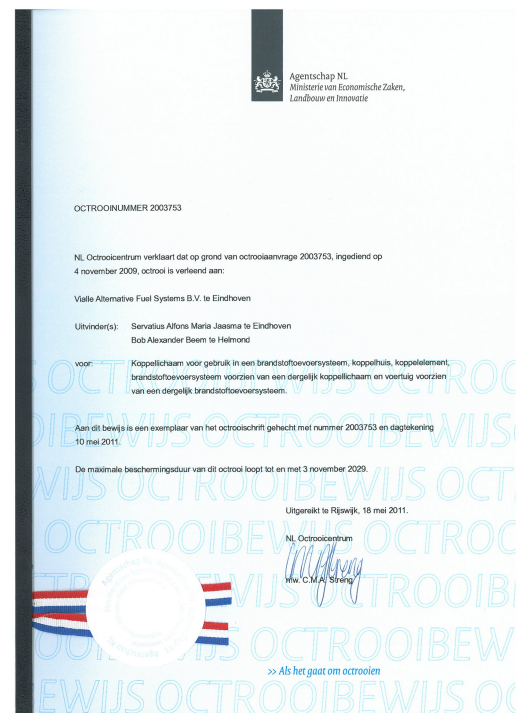 Agentschap NL
Ministerie van Economische Zaken,
Landbouw en Innovatie
OCTROOINUMMER 2003753
NL Octrooicentrum verklaart dat op grond van octrooiaanvrage 2003753, ingediend op
4 november 2009, octrooi is verleend aan:
Vialle Alternative Fuel Systems B.V. te Eindhoven
Uitvinder(s): Servatius Alfons Maria Jaasma te Eindhoven
Bob Alexander Beem te Helmond
voor: Koppellichaam voor gebruik in een brandstoftoevoersysteem, koppelhuis, koppelelement,
brandstoftoevoersysteem voorzien van een dergelijk koppellichaam en voertuig voorzien
van een dergelijk brandstoftoevoersysteem.
Aan dit bewijs is een exemplaar van het octrooischrift gehecht met nummer 2003753 en dagtekening
10 mei 2011.
De maximale beschermingsduur van dit octrooi loopt tot en met 3 november 2029.
Uitgereikt te Rijswijk, 18 mei 2011.
NL Octrooicentrum
mw. C.M.A. Streng
>> Als het gaat om octrooien